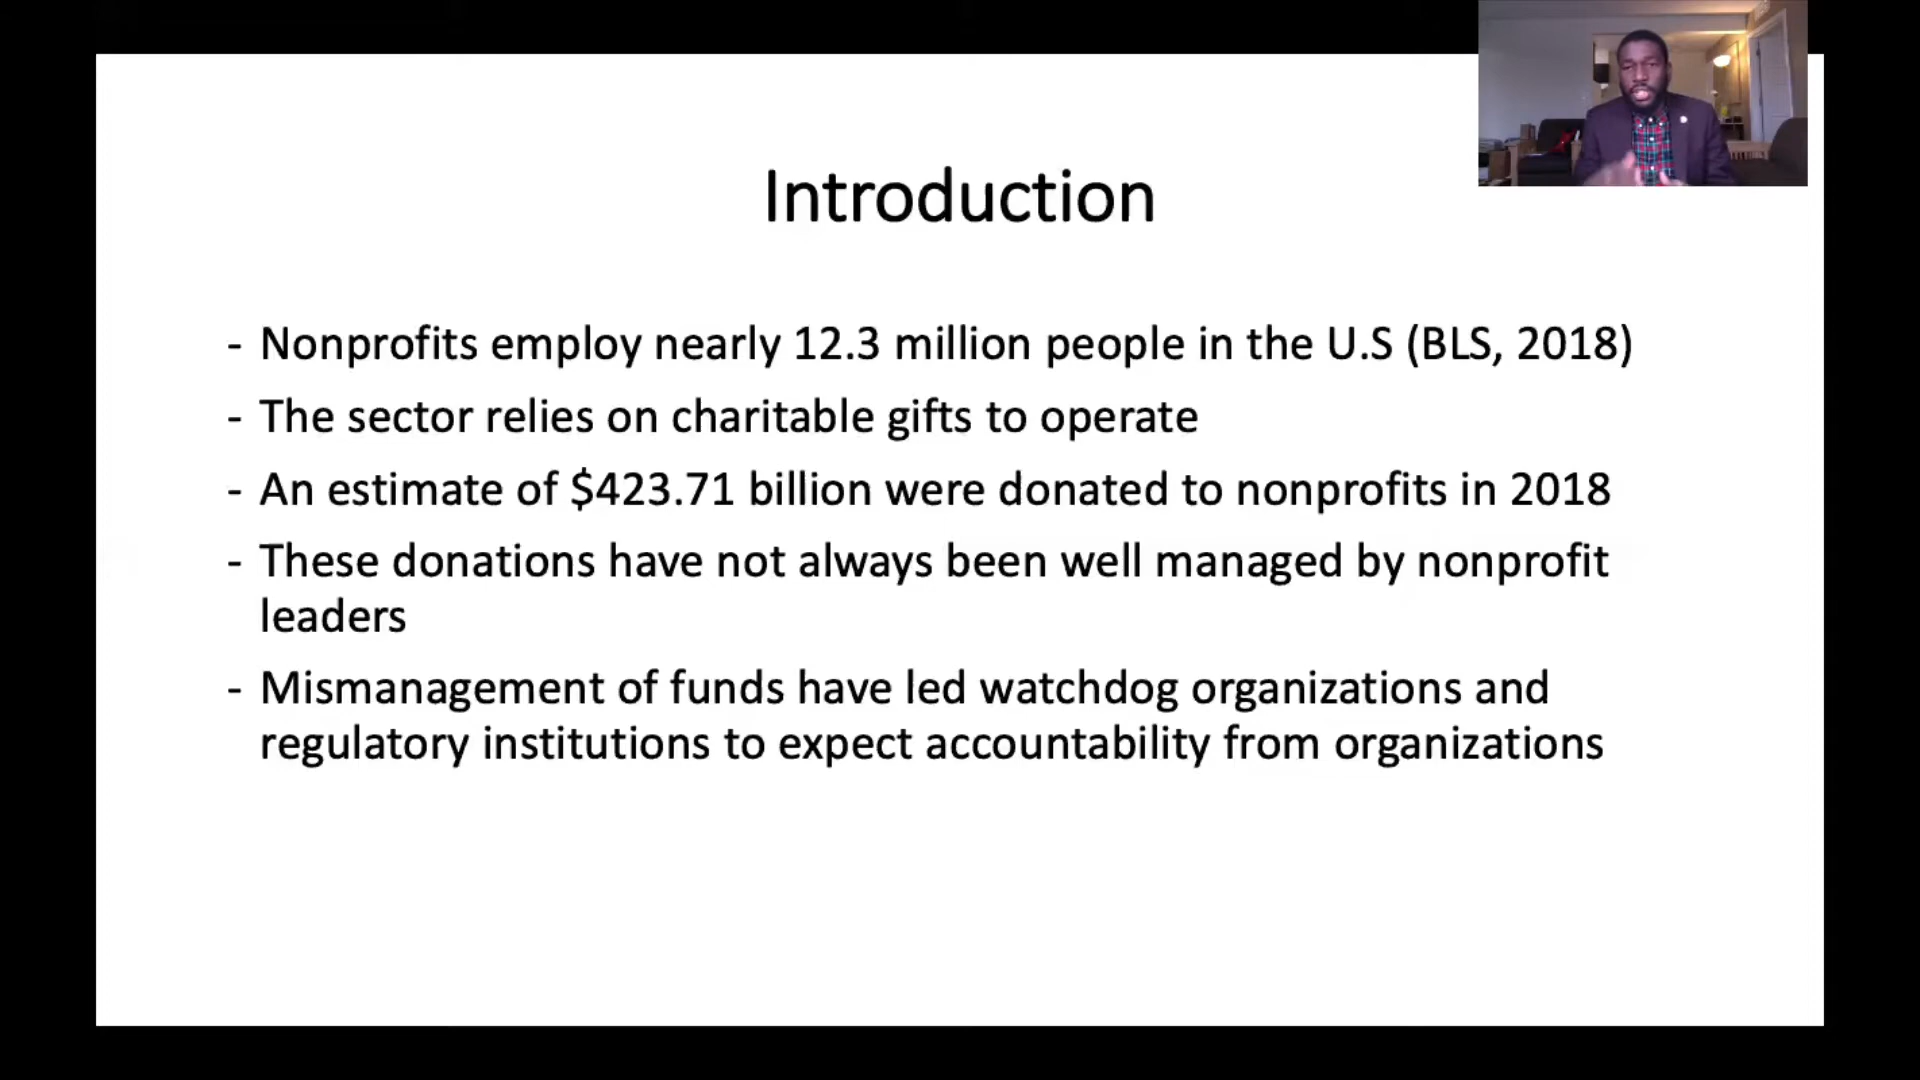 Introduction
- Nonprofits employ nearly 12.3 million people in the U.S (BLS, 2018)
- The sector relies on charitable gifts to operate
- An estimate of $423.71 billion were donated to nonprofits in 2018
- These donations have not always been well managed by nonprofit
leaders
- Mismanagement of funds have led watchdog organizations and
regulatory institutions to expect accountability from organizations